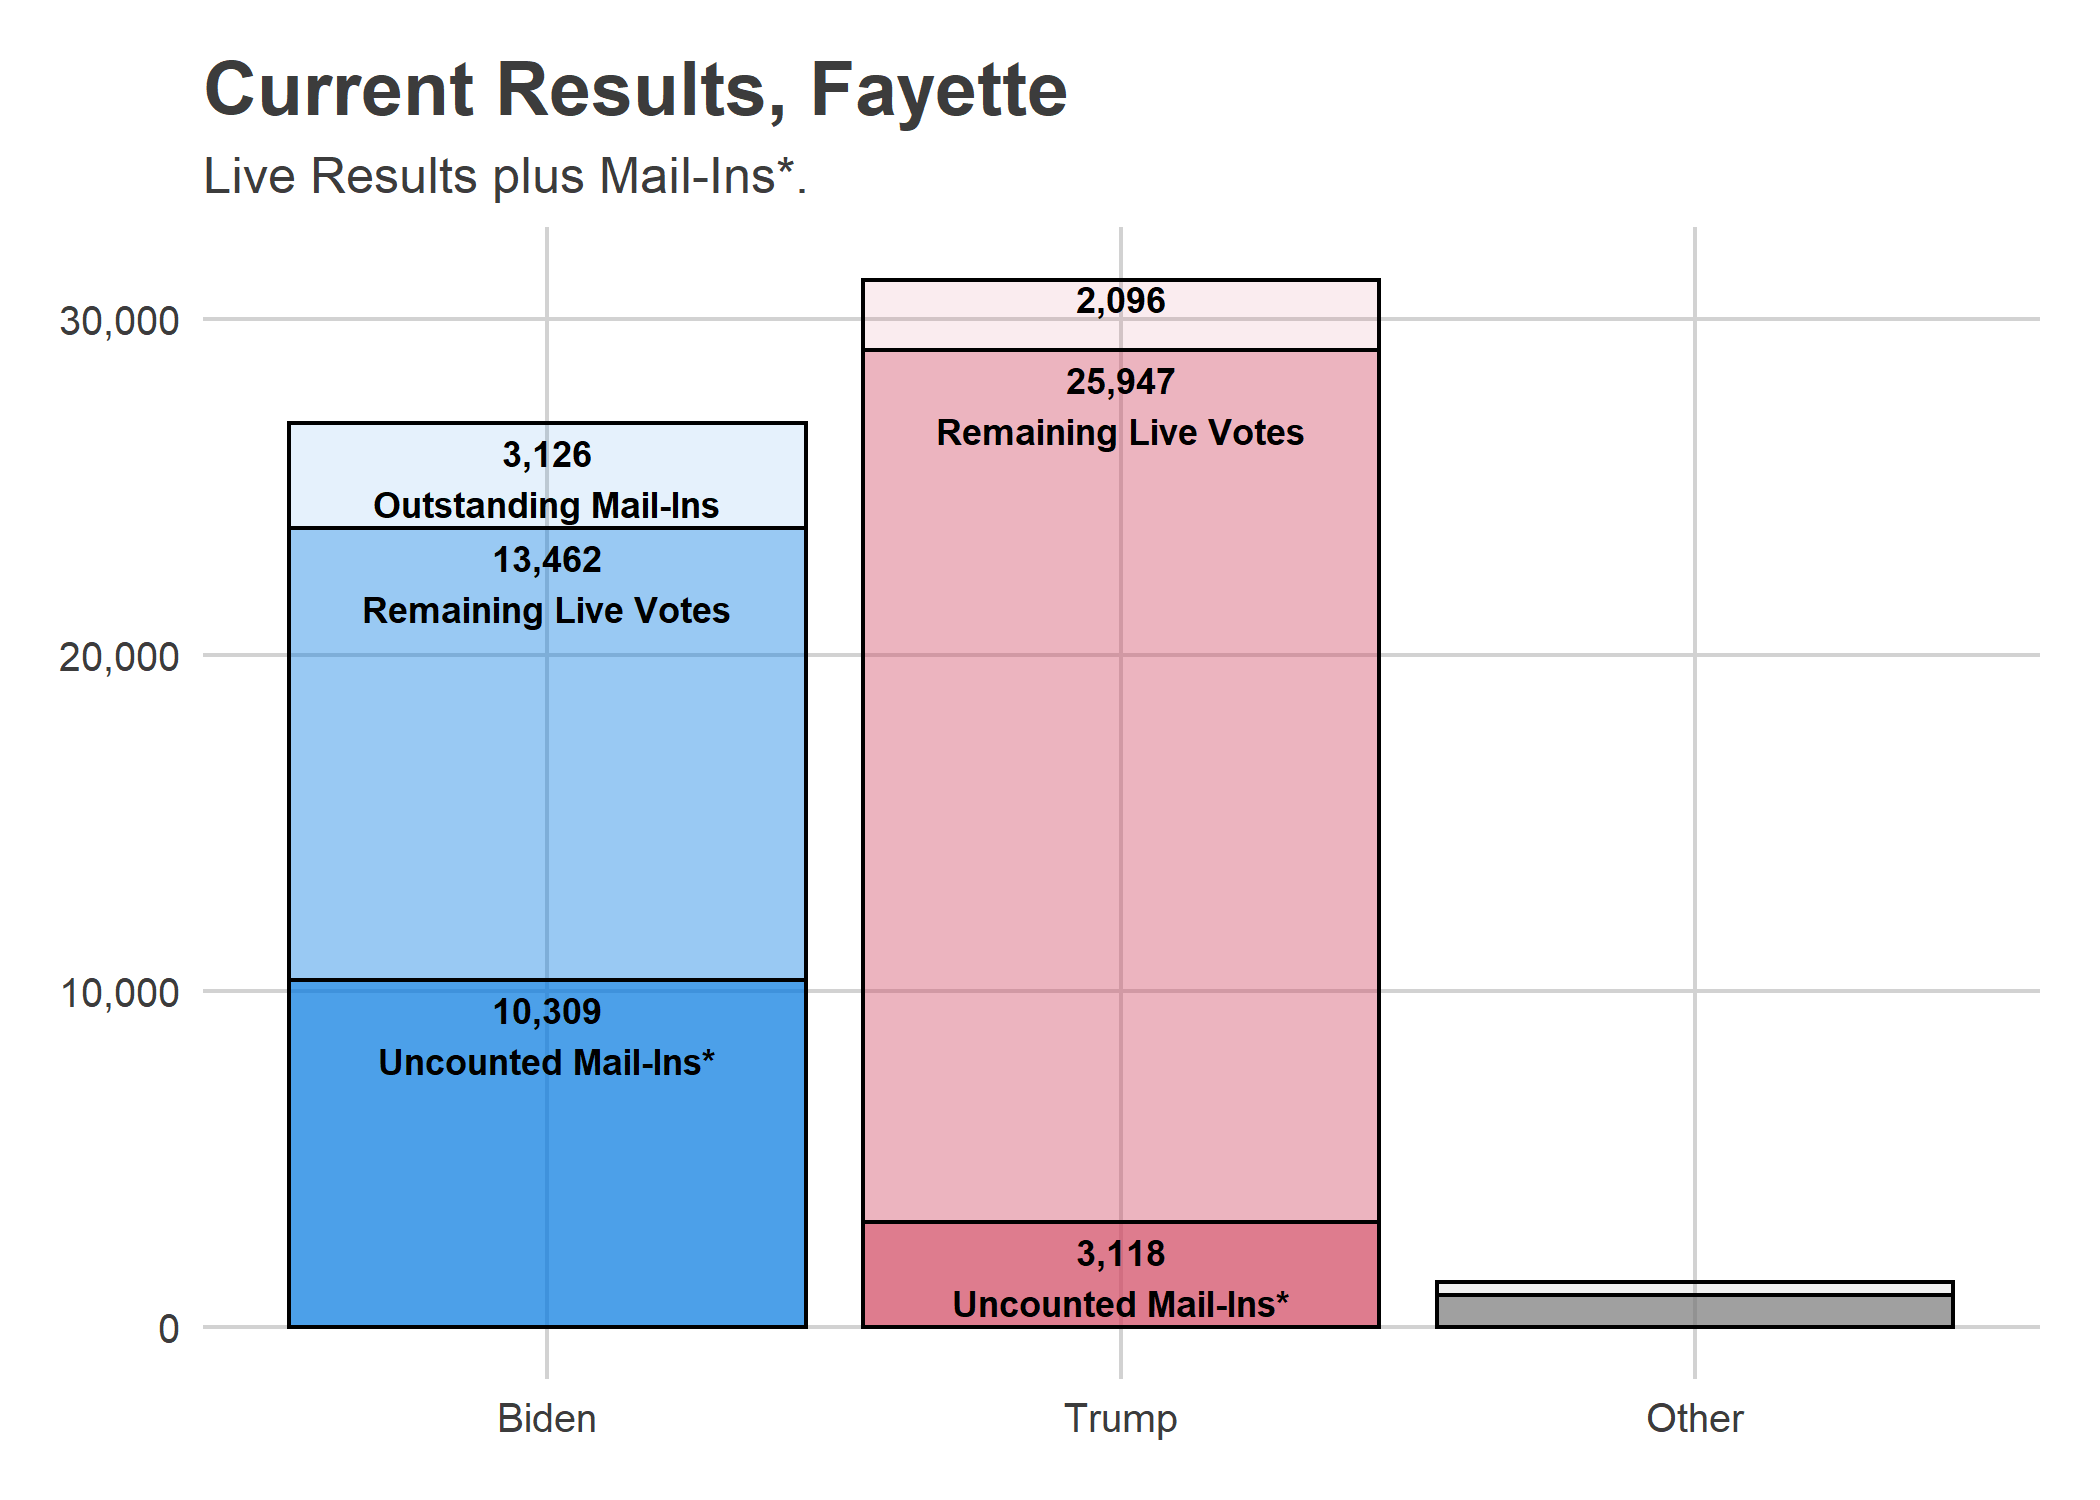 Current Results, Fayette
Live Results plus Mail-Ins*.
30,000
20,000
10,000
0
3,126
Outstanding Mail-Ins
13,462
Remaining Live Votes
10,309
Uncounted Mail-Ins*
2,096
25,947
Remaining Live Votes
3,118
Uncounted Mail-Ins*
Biden
Trump
Other